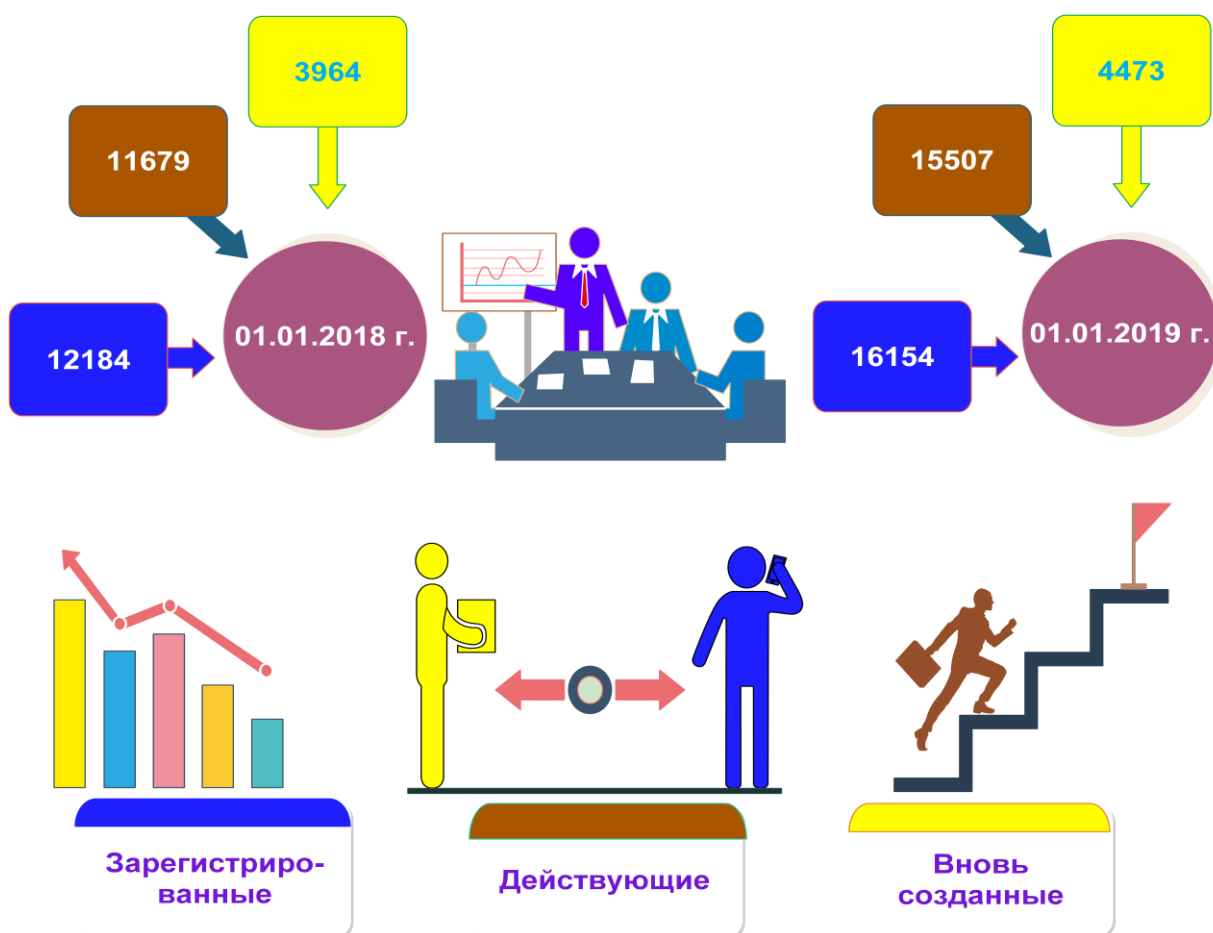 3964
4473
11679
15507
01.01.2018 г.
01.01.2019 г.
12184
16154
Зарегистриро-
ванные
Действующие
Вновь
созданные